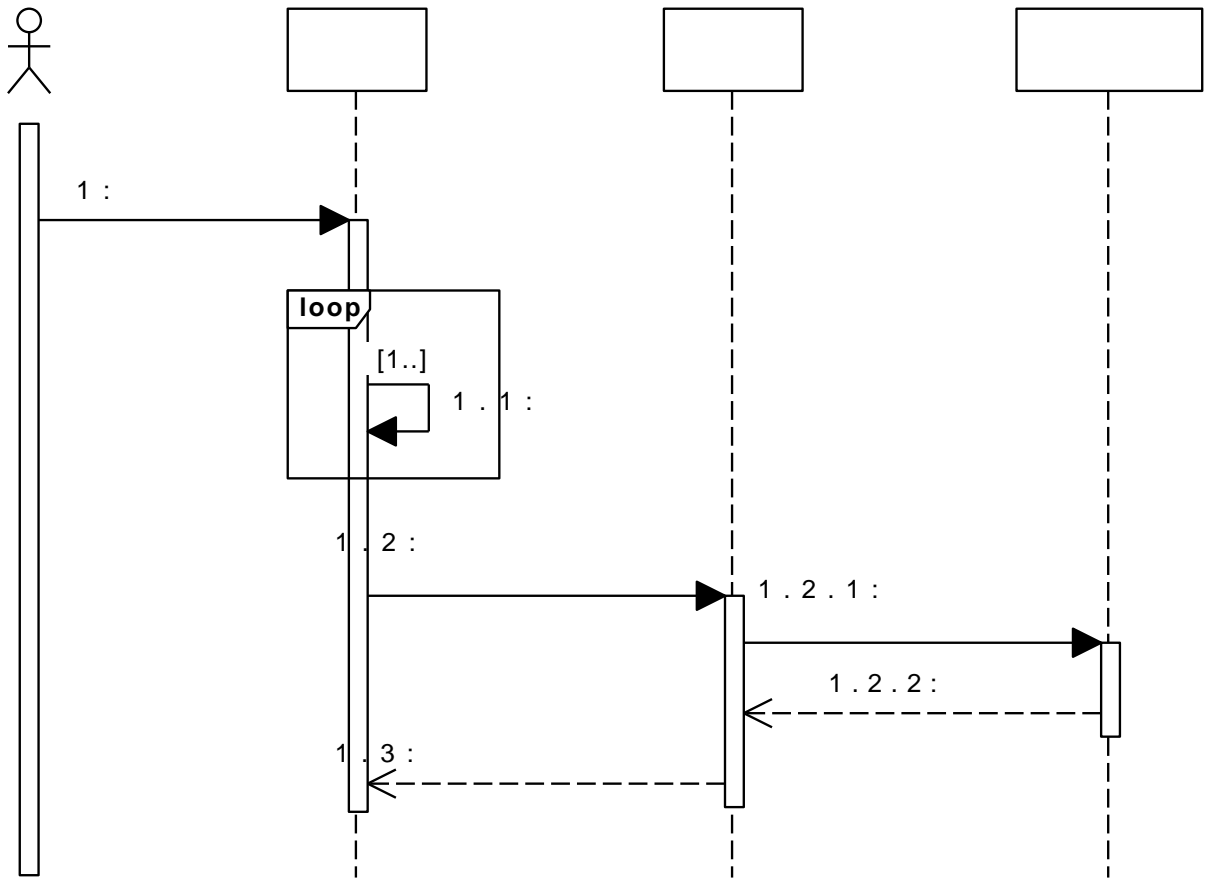 1 :
loop
[1..]
1 . 1 :
1 . 2 :
1 . 2 . 1 :
1 . 2 . 2 :
1 . 3 :